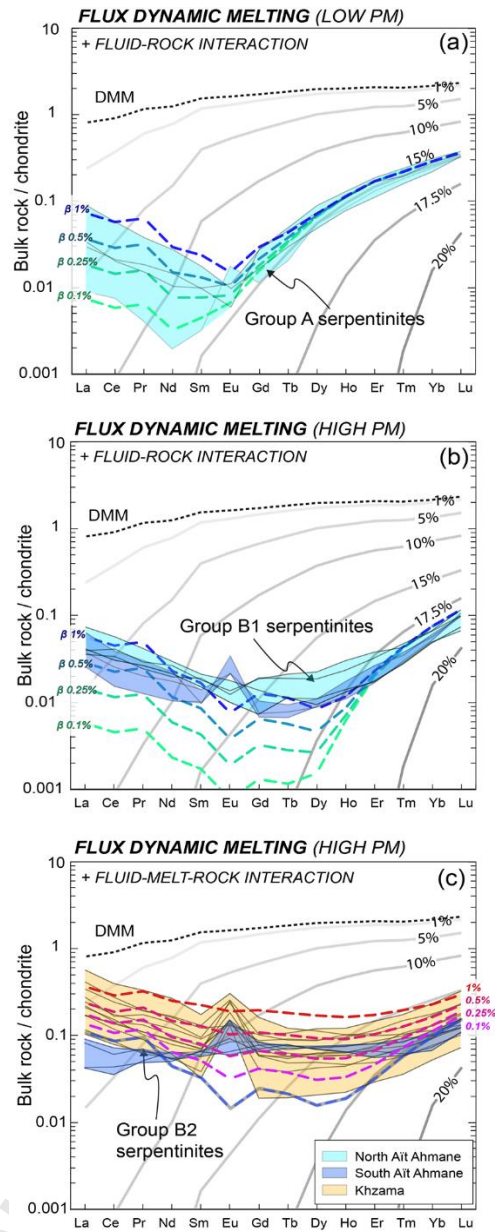 FLUX DYNAMIC MELTING (LOW PM)
+ FLUID-ROCK INTERACTION
(a)
DMM
1%
5%
10%
15%
17.5%
20%
β 1%
β 0.5%
β 0.25%
β 0.1%
Group A serpentinites
Bulk rock / chondrite
10
1
0.1
0.01
0.001
La Ce Pr Nd Sm Eu Gd Tb Dy Ho Er Tm Yb Lu
FLUX DYNAMIC MELTING (HIGH PM)
+ FLUID-ROCK INTERACTION
(b)
DMM
1%
5%
10%
15%
17.5%
20%
β 1%
β 0.5%
β 0.25%
β 0.1%
Group B1 serpentinites
Bulk rock / chondrite
10
1
0.1
0.01
0.001
La Ce Pr Nd Sm Eu Gd Tb Dy Ho Er Tm Yb Lu
FLUX DYNAMIC MELTING (HIGH PM)
+ FLUID-MELT-ROCK INTERACTION
(c)
DMM
1%
5%
10%
20%
1%
0.5%
0.25%
0.1%
Group B2
serpentinites
Bulk rock / chondrite
10
1
0.1
0.01
0.001
North Aït Ahmane
South Aït Ahmane
Khzama
La Ce Pr Nd Sm Eu Gd Tb Dy Ho Er Tm Yb Lu